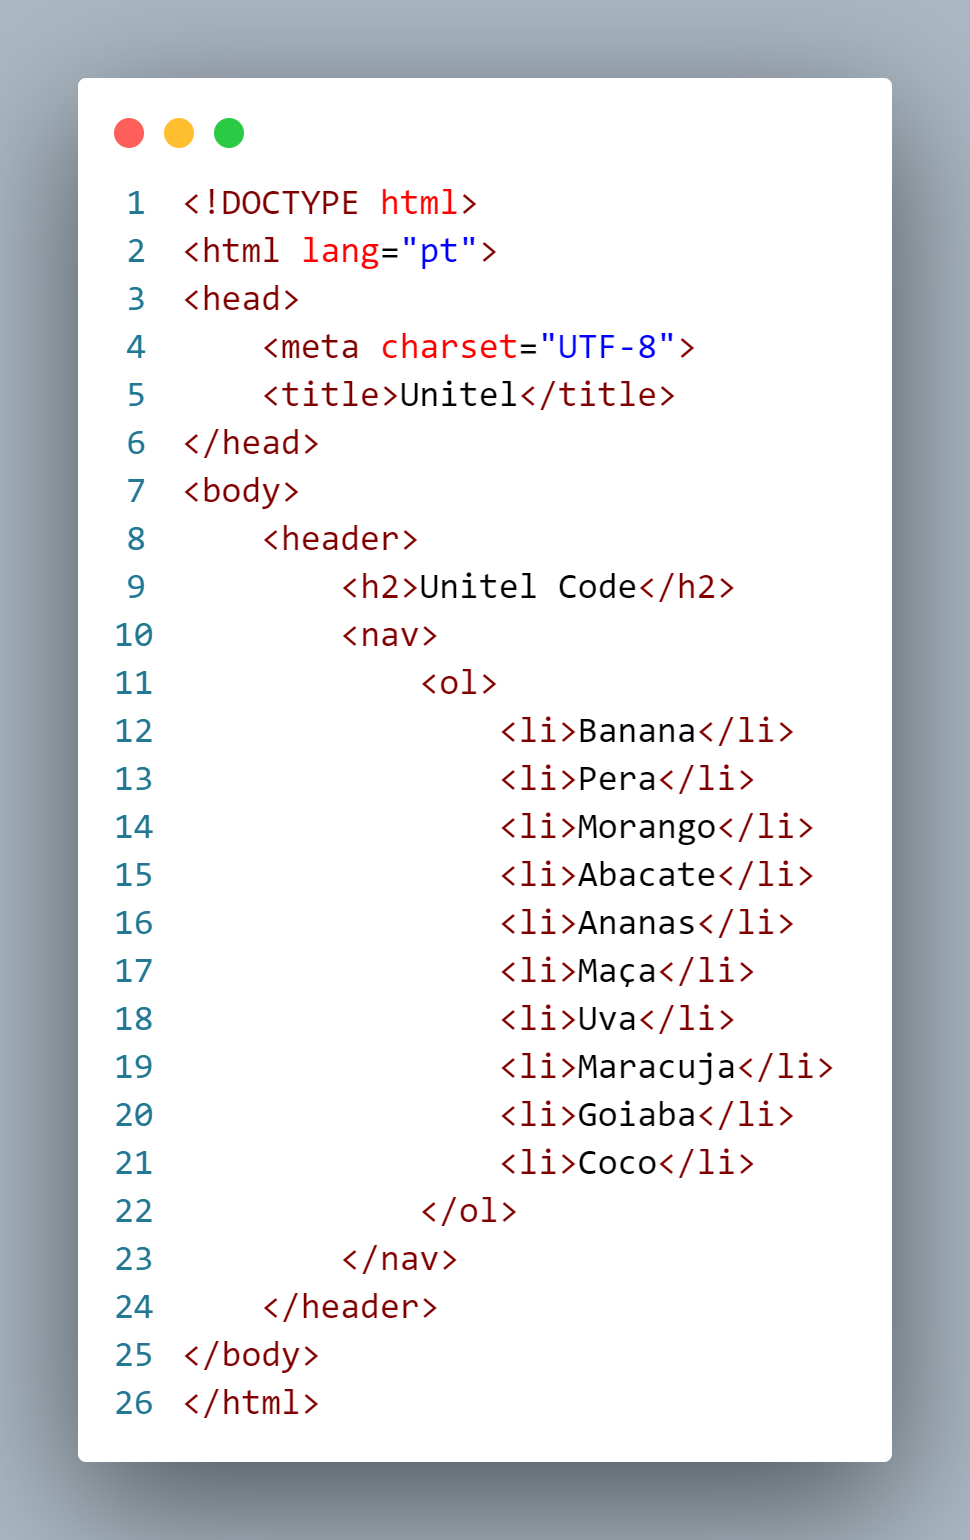 1 <!DOCTYPE html>
2 <html lang="pt">
3 <head>
4     <meta charset="UTF-8">
5     <title>Unitel</title>
6 </head>
7 <body>
8     <header>
9         <h2>Unitel Code</h2>
10         <nav>
11             <ol>
12                 <li>Banana</li>
13                 <li>Pera</li>
14                 <li>Morango</li>
15                 <li>Abacate</li>
16                 <li>Ananas</li>
17                 <li>Maça</li>
18                 <li>Uva</li>
19                 <li>Maracuja</li>
20                 <li>Goiaba</li>
21                 <li>Coco</li>
22             </ol>
23         </nav>
24     </header>
25 </body>
26 </html>